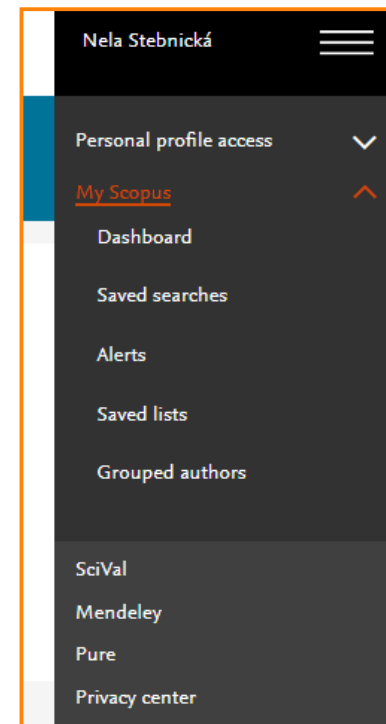 Nela Stebnická
Personal profile access
My Scopus
Dashboard
Saved searches
Alerts
Saved lists
Grouped authors
SciVal
Mendeley
Pure
Privacy center